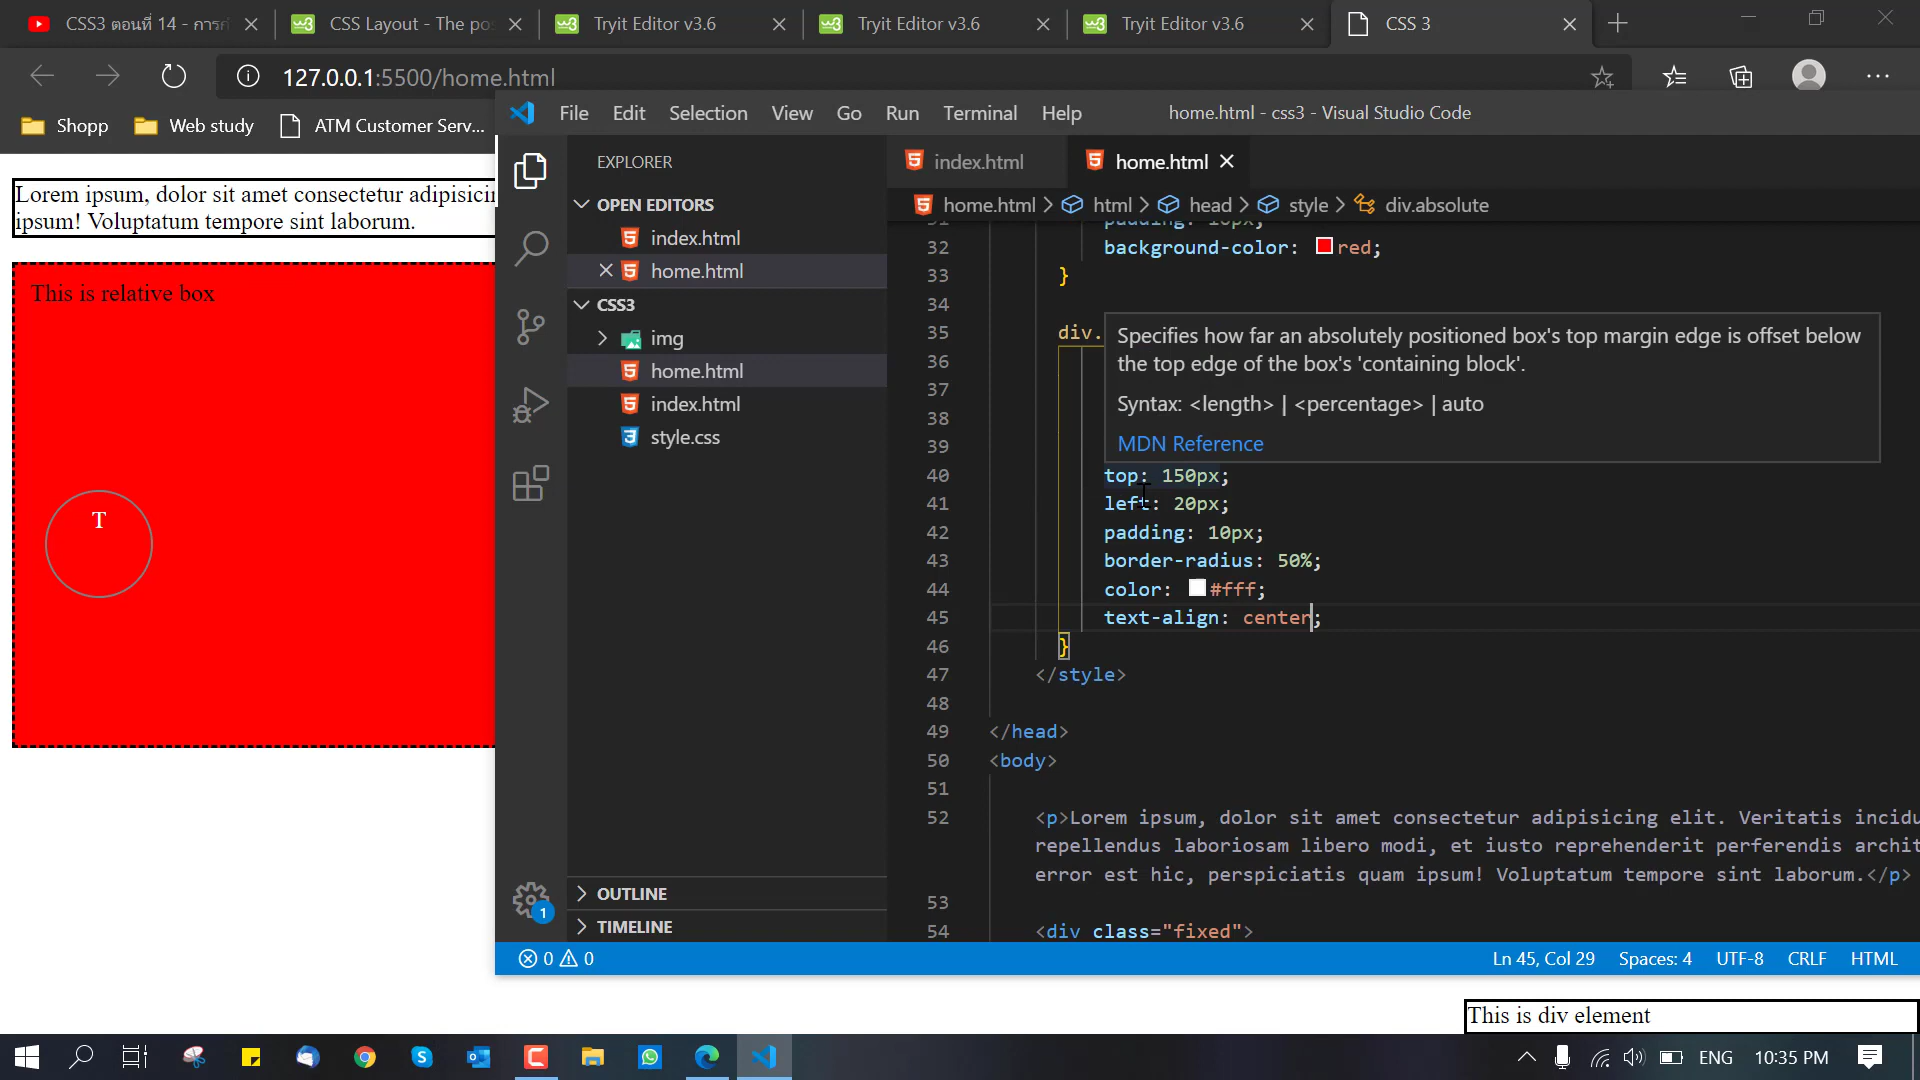 CSS3 ตอนที่ 14 - การก
CSS Layout - The pos
Tryit Editor v3.6
Tryit Editor v3.6
Tryit Editor v3.6
CSS 3
127.0.0.1:5500/home.html
Shopp
Web study
ATM Customer Serv...
File Edit Selection View Go Run Terminal Help
home.html - css3 - Visual Studio Code
EXPLORER
OPEN EDITORS
index.html
home.html
CSS3
img
home.html
index.html
style.css
OUTLINE
TIMELINE
1
index.html
home.html
home.html > html > head > style > div.absolute
32 background-color: red;
33 }
34
35 div.
36
37
38
39
Specifies how far an absolutely positioned box's top margin edge is offset below
the top edge of the box's 'containing block'.
Syntax: <length> | <percentage> | auto
MDN Reference
40 top: 150px;
41 left: 20px;
42 padding: 10px;
43 border-radius: 50%;
44 color: #fff;
45 text-align: center;
46 }
47 </style>
48
49 </head>
50 <body>
51
52 <p>Lorem ipsum, dolor sit amet consectetur adipisicing elit. Veritatis incidu
repellendus laboriosam libero modi, et iusto reprehenderit perferendis archit
error est hic, perspiciatis quam ipsum! Voluptatum tempore sint laborum.</p>
53
54 <div class="fixed">
0 0
Ln 45, Col 29 Spaces: 4 UTF-8 CRLF HTML
Lorem ipsum, dolor sit amet consectetur adipisicin
ipsum! Voluptatum tempore sint laborum.
This is relative box
T
This is div element
ENG 10:35 PM